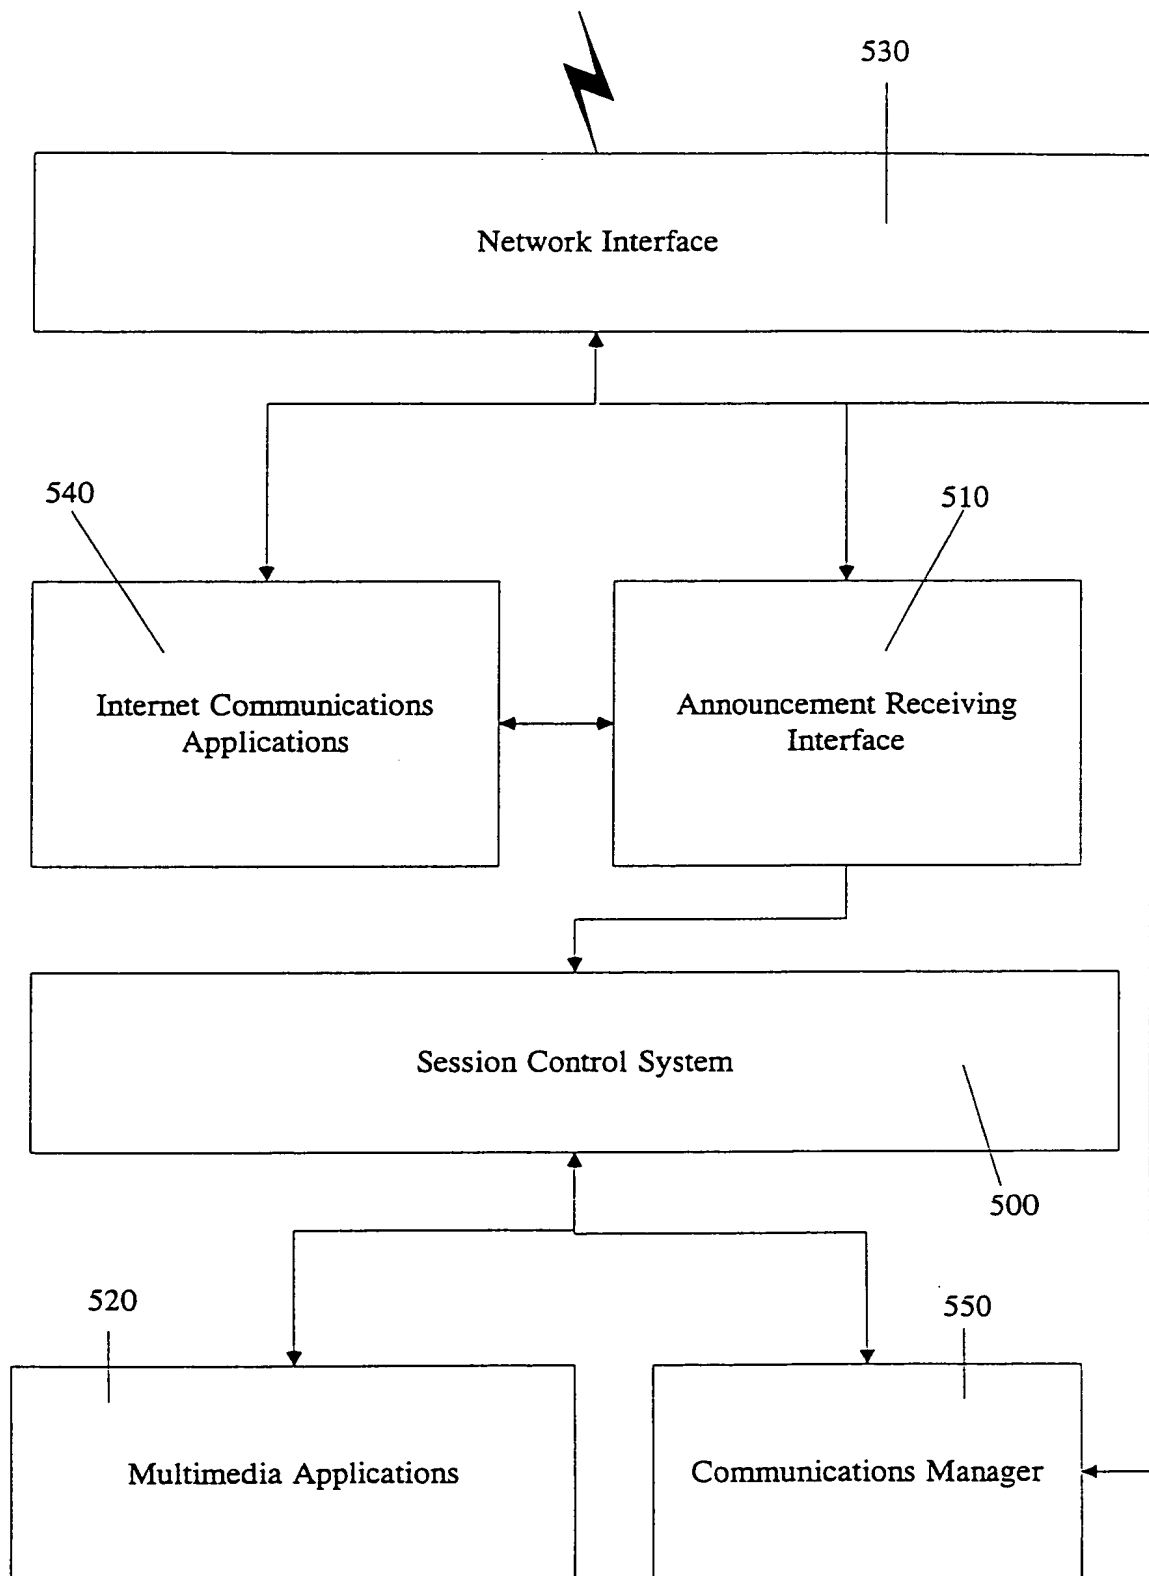 530
Network Interface
540
510
Internet Communications
Applications
Announcement Receiving
Interface
Session Control System
500
520
550
Multimedia Applications
Communications Manager